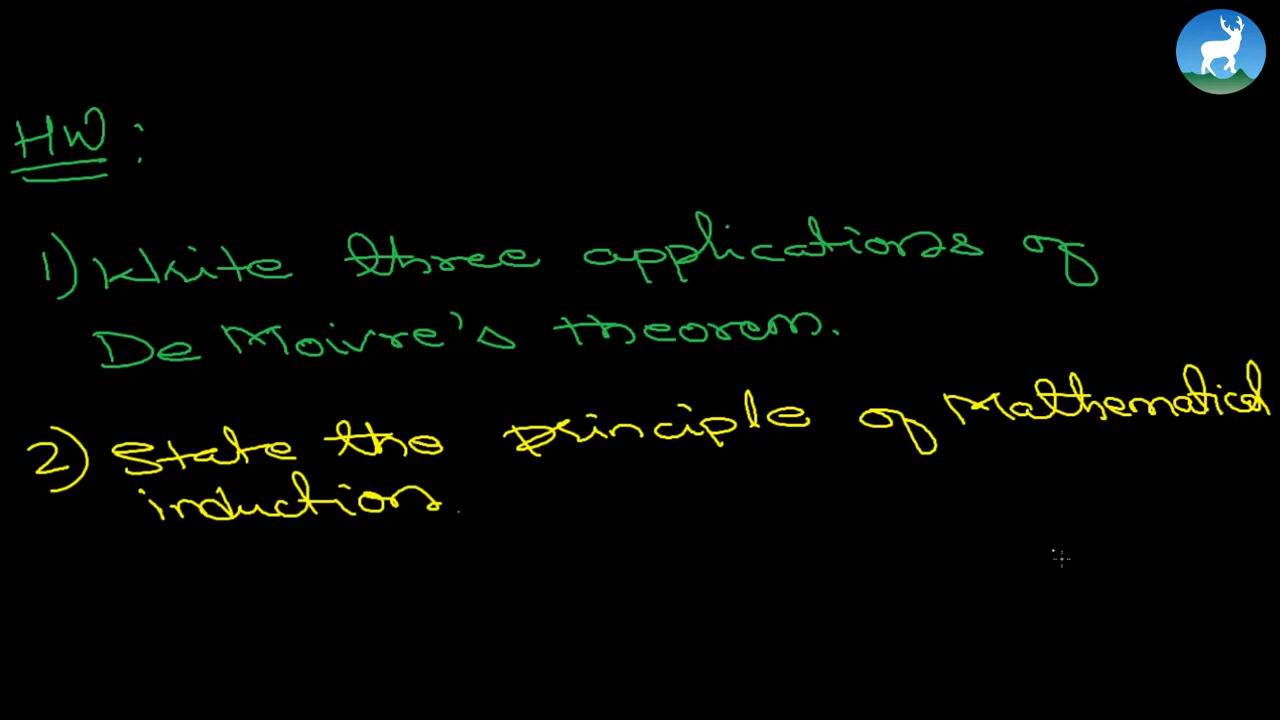 HW:
1) Write three applications of
De Moivre's theorem.
2) State the principle of Mathematical
induction.